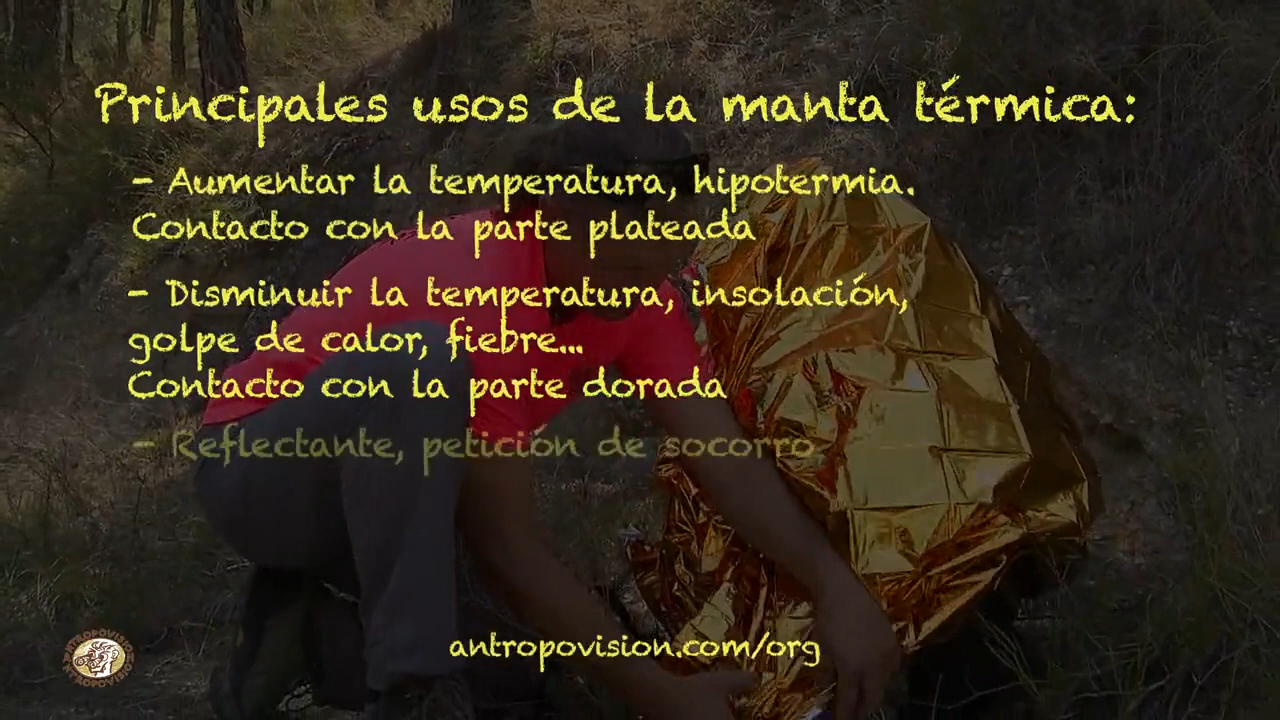 Principales usos de la manta térmica:
- Aumentar la temperatura, hipotermia.
Contacto con la parte plateada
- Disminuir la temperatura, insolación,
golpe de calor, fiebre...
Contacto con la parte dorada
- Reflectante, petición de socorro
antropovision.com/org
ANTROPOVISION